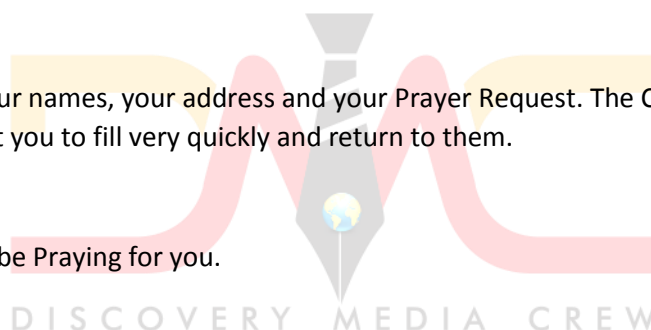 ur names, your address and your Prayer Request. The
t you to fill very quickly and return to them.
be Praying for you.
DISCOVERY MEDIA CREW